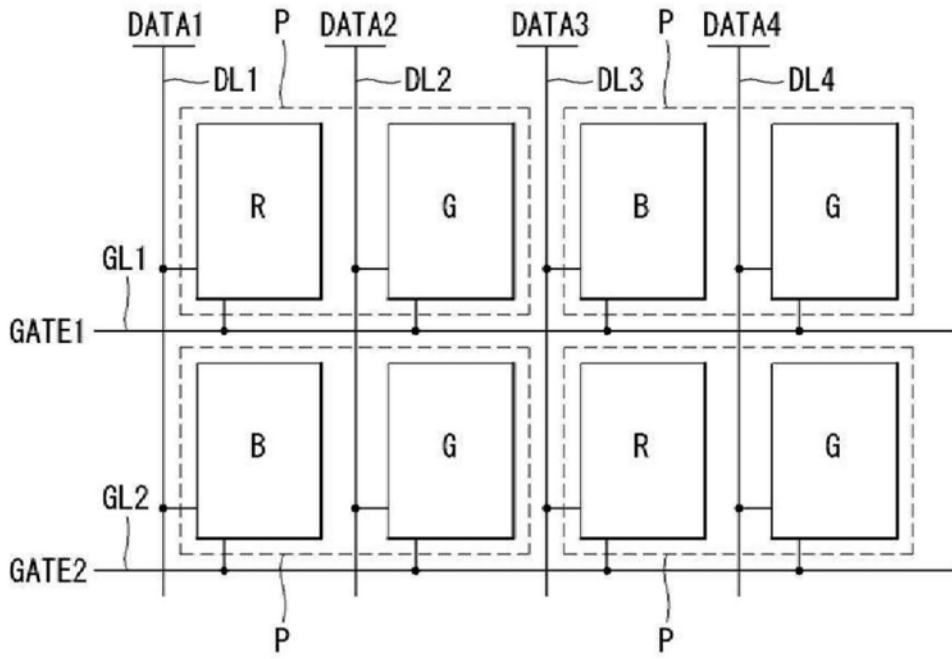 DATA1 P DATA2 DATA3 P DATA4
DL1 DL2 DL3 DL4
R G B G
GL1
GATE1
B G R G
GL2
GATE2
P P